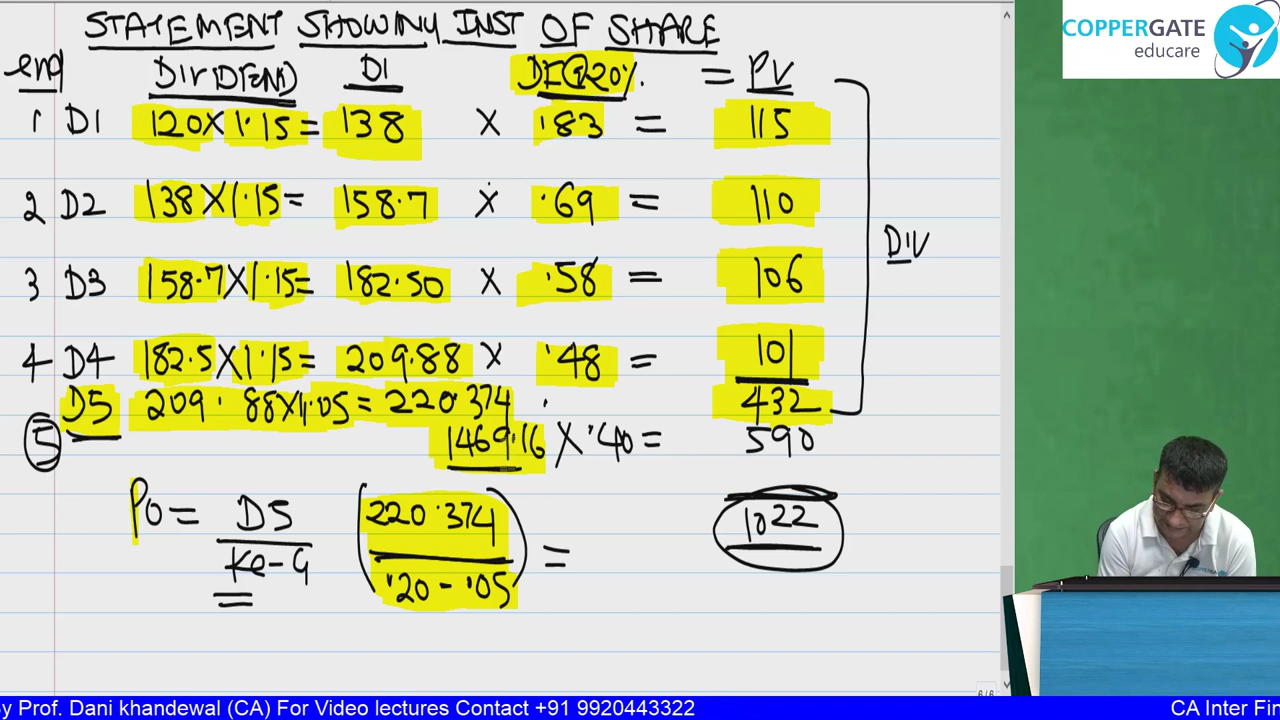 STATEMENT SHOWING INST OF SHARE
COPPERGATE
educare
end DIVIDEND DI DF@20% = PV
1 D1 120X1.15= 138 X .83 = 115
2 D2 138X1.15= 158.7 X .69 = 110
DIV
3 D3 158.7X1.15= 182.50 X .58 = 106
4 D4 182.5X1.15= 209.88 X .48 = 101
D5 209.88X1.05= 220.374 432
5 1469.16 X .40= 590
P0 = D5 (220.374) = 1022
Ke-G .20-.05
by Prof. Dani khandewal (CA) For Video lectures Contact +91 9920443322
CA Inter Fin